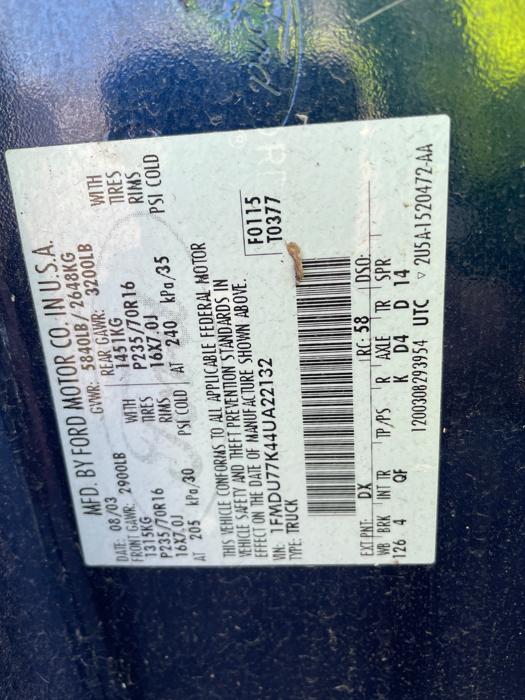 MFD. BY FORD MOTOR CO. IN U.S.A.
DATE: 08/03 GVWR: 5840LB / 2648KG
FRONT GAWR: 2900LB REAR GAWR: 3200LB
1315KG WITH 1451KG WITH
P235/70R16 TIRES P235/70R16 TIRES
16X7.0J RIMS 16X7.0J RIMS
AT 205 kPa/30 PSI COLD AT 240 kPa/35 PSI COLD
THIS VEHICLE CONFORMS TO ALL APPLICABLE FEDERAL MOTOR
VEHICLE SAFETY AND THEFT PREVENTION STANDARDS IN
EFFECT ON THE DATE OF MANUFACTURE SHOWN ABOVE.
VIN: 1FMDU77K44UA22132
TYPE: TRUCK
F0115
T0377
EXT PNT: DX RC: 58 DSO:
WB BRK INT TR TP/PS R AXLE TR SPR
126 4 QF K D4 D 14
1200308293954 UTC ▽ 2U5A-1520472-AA